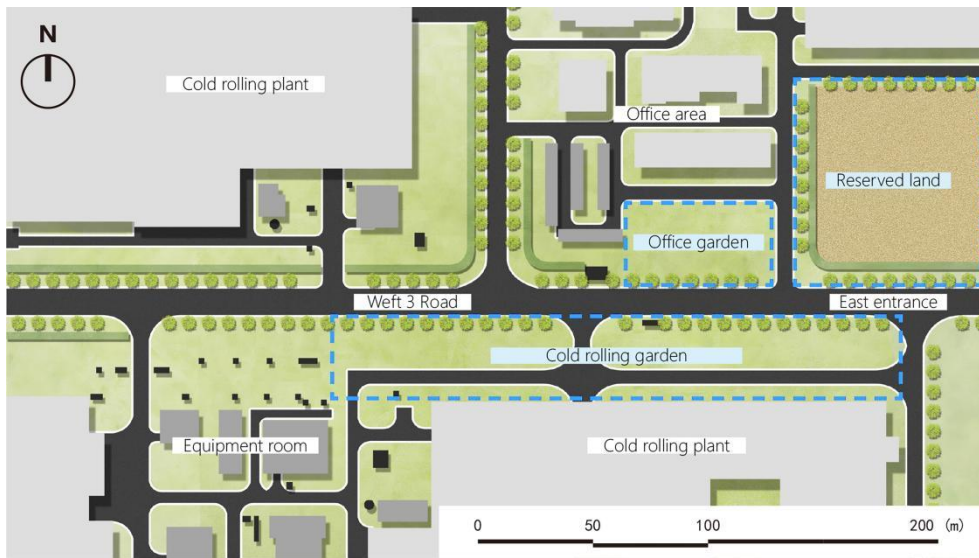 N
Cold rolling plant
Office area
Reserved land
Office garden
Weft 3 Road
East entrance
Cold rolling garden
Equipment room
Cold rolling plant
0 50 100 200 (m)